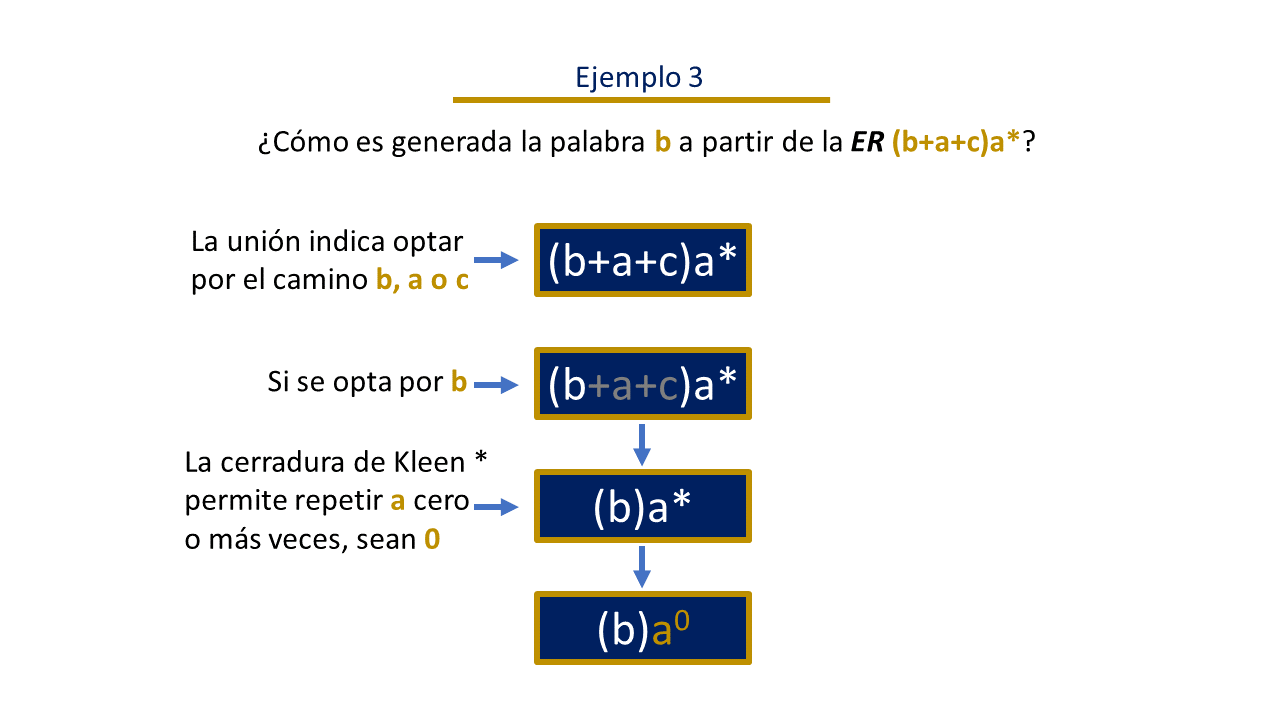 Ejemplo 3
¿Cómo es generada la palabra b a partir de la ER (b+a+c)a*?
La unión indica optar
por el camino b, a o c
(b+a+c)a*
Si se opta por b
(b+a+c)a*
La cerradura de Kleen *
permite repetir a cero
o más veces, sean 0
(b)a*
(b)a⁰